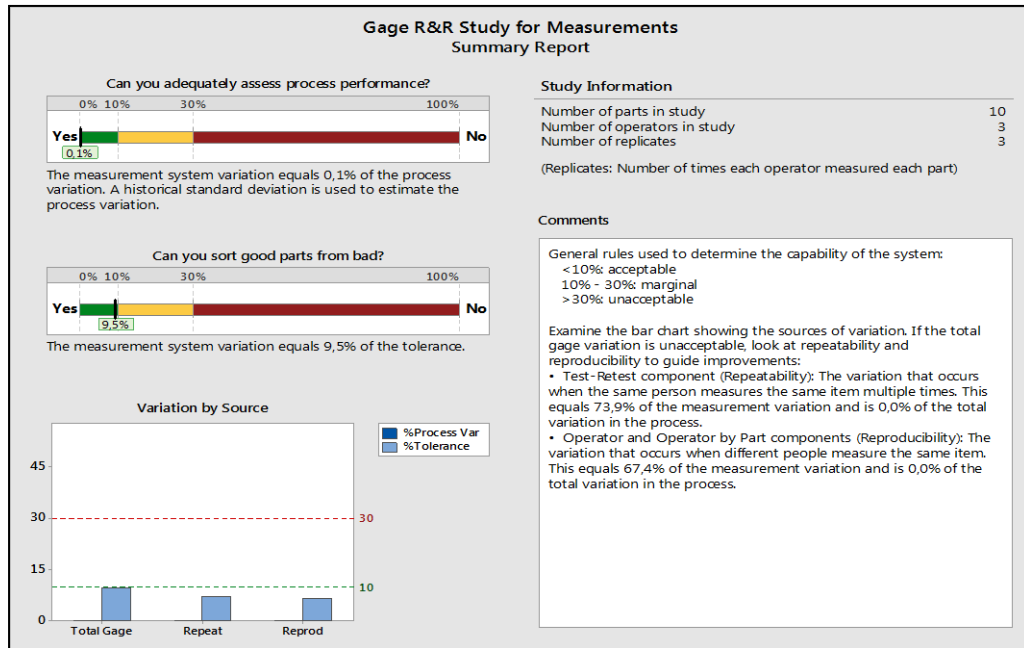 Gage R&R Study for Measurements
Summary Report
Can you adequately assess process performance?
0% 10% 30% 100%
Yes No
0,1%
The measurement system variation equals 0,1% of the process
variation. A historical standard deviation is used to estimate the
process variation.
Can you sort good parts from bad?
0% 10% 30% 100%
Yes No
9,5%
The measurement system variation equals 9,5% of the tolerance.
Variation by Source
%Process Var
%Tolerance
45
30
15
0
30
10
Total Gage Repeat Reprod
Study Information
Number of parts in study 10
Number of operators in study 3
Number of replicates 3
(Replicates: Number of times each operator measured each part)
Comments
General rules used to determine the capability of the system:
<10%: acceptable
10% - 30%: marginal
>30%: unacceptable
Examine the bar chart showing the sources of variation. If the total
gage variation is unacceptable, look at repeatability and
reproducibility to guide improvements:
• Test-Retest component (Repeatability): The variation that occurs
when the same person measures the same item multiple times. This
equals 73,9% of the measurement variation and is 0,0% of the total
variation in the process.
• Operator and Operator by Part components (Reproducibility): The
variation that occurs when different people measure the same item.
This equals 67,4% of the measurement variation and is 0,0% of the
total variation in the process.